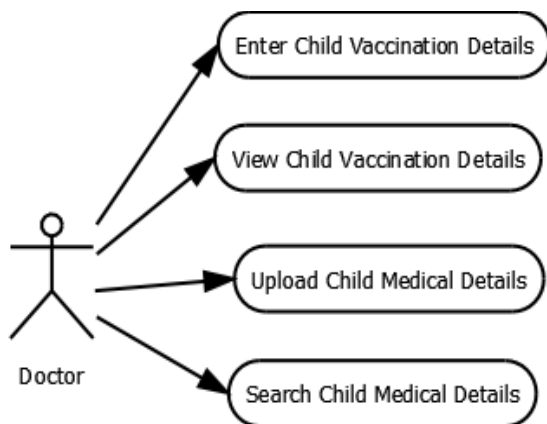 Enter Child Vaccination Details
View Child Vaccination Details
Upload Child Medical Details
Doctor
Search Child Medical Details